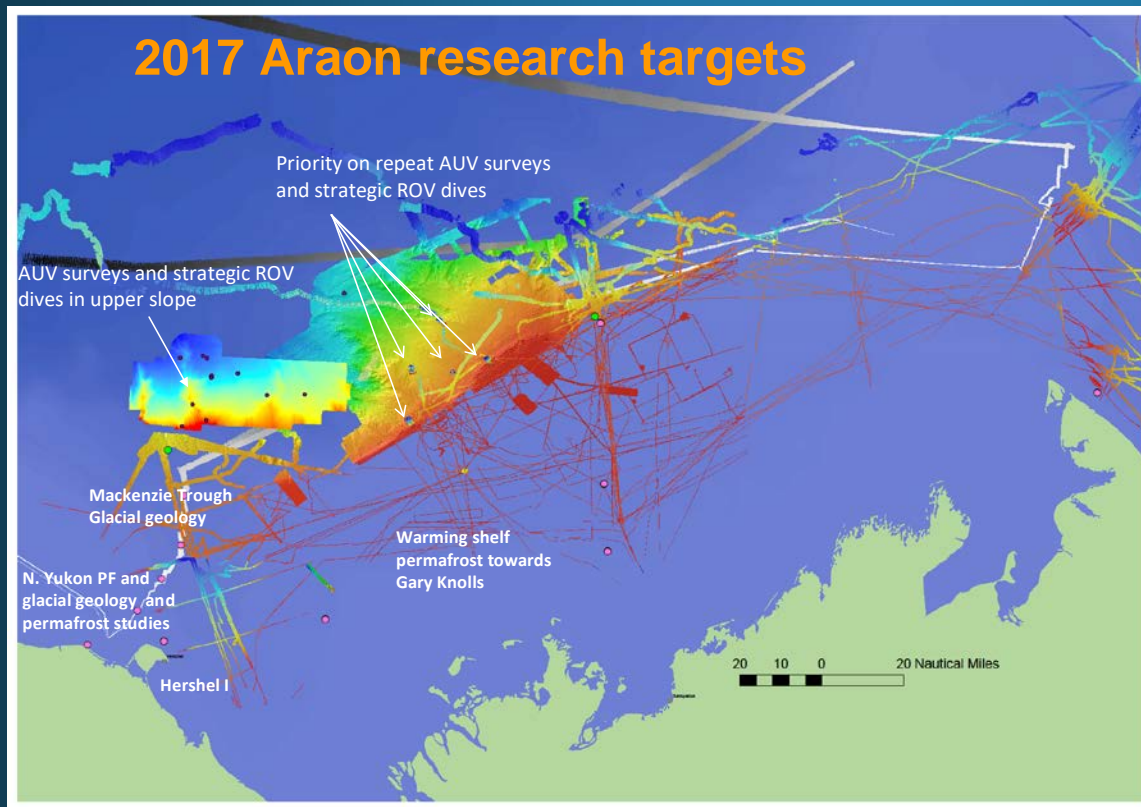 2017 Araon research targets
Priority on repeat AUV surveys
and strategic ROV dives
AUV surveys and strategic ROV
dives in upper slope
Mackenzie Trough
Glacial geology
Warming shelf
permafrost towards
Gary Knolls
N. Yukon PF and
glacial geology and
permafrost studies
Hershel I
20 10 0 20 Nautical Miles